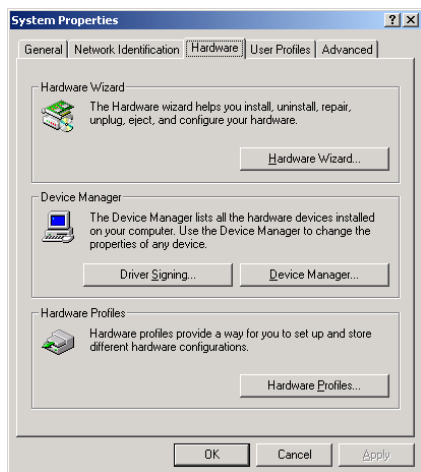 System Properties
General Network Identification Hardware User Profiles Advanced
Hardware Wizard
The Hardware wizard helps you install, uninstall, repair,
unplug, eject, and configure your hardware.
Hardware Wizard...
Device Manager
The Device Manager lists all the hardware devices installed
on your computer. Use the Device Manager to change the
properties of any device.
Driver Signing... Device Manager...
Hardware Profiles
Hardware profiles provide a way for you to set up and store
different hardware configurations.
Hardware Profiles...
OK Cancel Apply